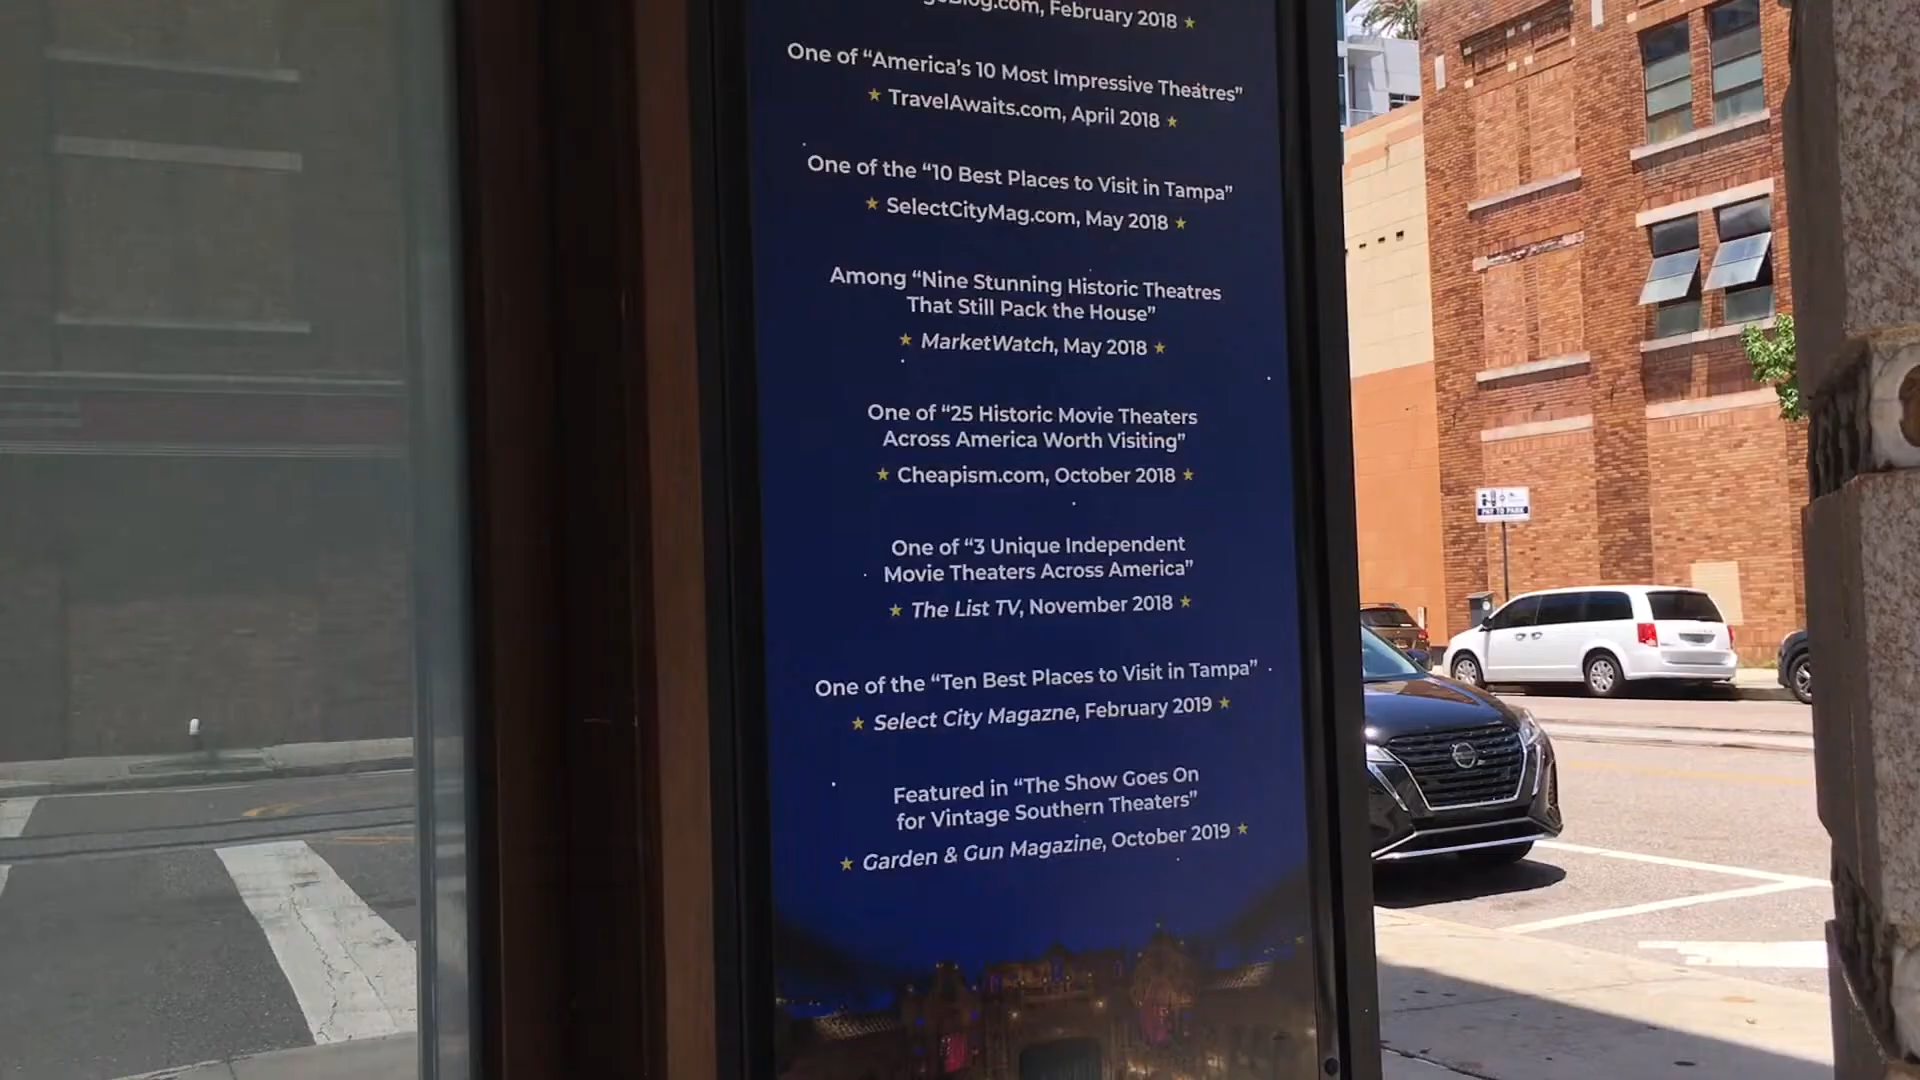 February 2018
One of “America's 10 Most Impressive Theatres”
TravelAwaits.com, April 2018
One of the “10 Best Places to Visit in Tampa”
SelectCityMag.com, May 2018
Among “Nine Stunning Historic Theatres
That Still Pack the House”
MarketWatch, May 2018
One of “25 Historic Movie Theaters
Across America Worth Visiting”
Cheapism.com, October 2018
One of “3 Unique Independent
Movie Theaters Across America”
The List TV, November 2018
One of the “Ten Best Places to Visit in Tampa”
Select City Magazne, February 2019
Featured in “The Show Goes On
for Vintage Southern Theaters”
Garden & Gun Magazine, October 2019
PAY TO PARK